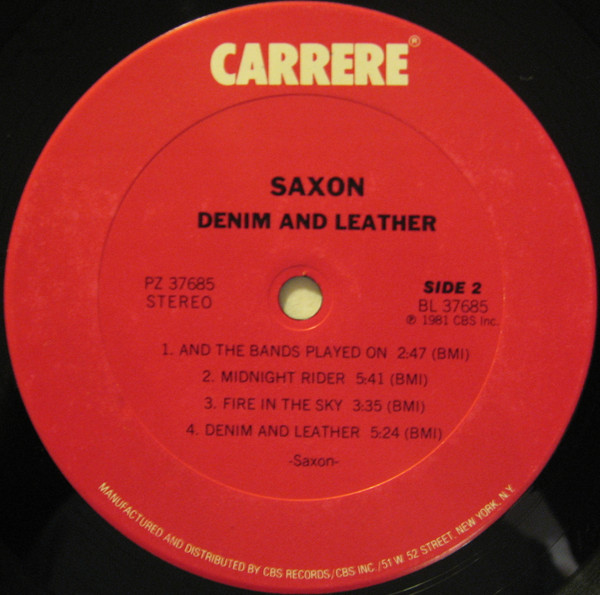 CARRERE®
SAXON
DENIM AND LEATHER
PZ 37685
STEREO
SIDE 2
BL 37685
℗ 1981 CBS Inc.
1. AND THE BANDS PLAYED ON 2:47 (BMI)
2. MIDNIGHT RIDER 5:41 (BMI)
3. FIRE IN THE SKY 3:35 (BMI)
4. DENIM AND LEATHER 5:24 (BMI)
-Saxon-
MANUFACTURED AND DISTRIBUTED BY CBS RECORDS/CBS INC./51 W. 52 STREET, NEW YORK, N.Y.